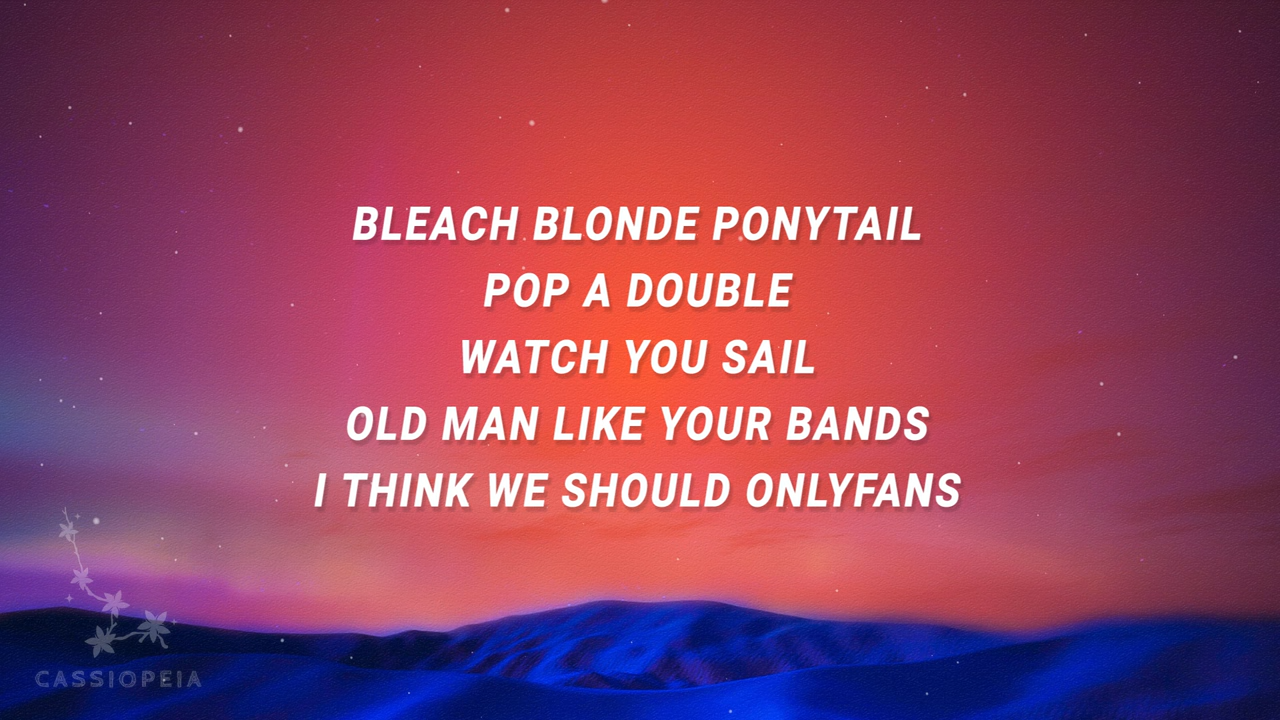 BLEACH BLONDE PONYTAIL
POP A DOUBLE
WATCH YOU SAIL
OLD MAN LIKE YOUR BANDS
I THINK WE SHOULD ONLYFANS
CASSIOPEIA